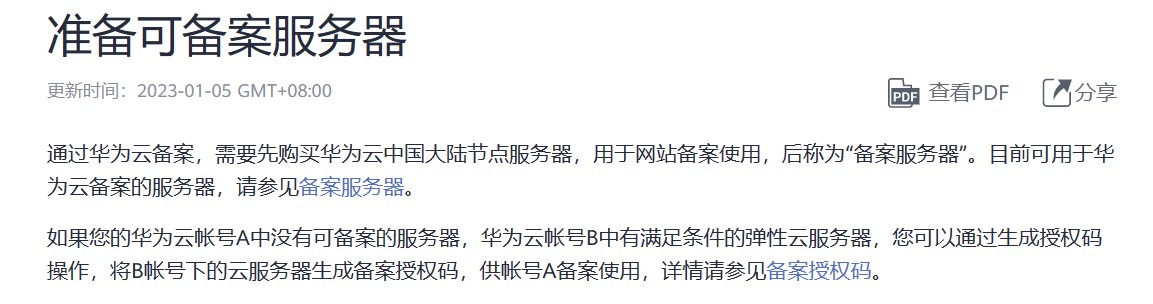 准备可备案服务器
更新时间：2023-01-05 GMT+08:00
查看PDF
分享
通过华为云备案，需要先购买华为云中国大陆节点服务器，用于网站备案使用，后称为“备案服务器”。目前可用于华
为云备案的服务器，请参见备案服务器。
如果您的华为云帐号A中没有可备案的服务器，华为云帐号B中有满足条件的弹性云服务器，您可以通过生成授权码
操作，将B帐号下的云服务器生成备案授权码，供帐号A备案使用，详情请参见备案授权码。